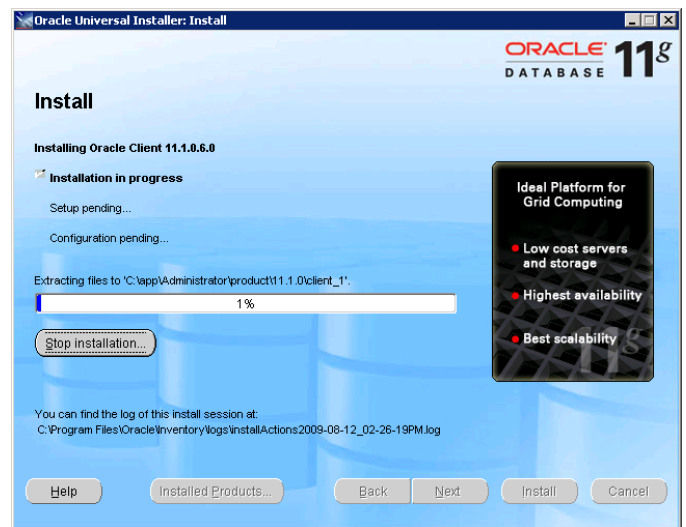 Oracle Universal Installer: Install
ORACLE
DATABASE 11g
Install
Installing Oracle Client 11.1.0.6.0
Installation in progress
Setup pending...
Configuration pending...
Extracting files to 'C:\app\Administrator\product\11.1.0\client_1'.
1%
Stop installation...
Ideal Platform for
Grid Computing
Low cost servers
and storage
Highest availability
Best scalability
11g
You can find the log of this install session at:
C:\Program Files\Oracle\Inventory\logs\installActions2009-08-12_02-26-19PM.log
Help
Installed Products...
Back
Next
Install
Cancel